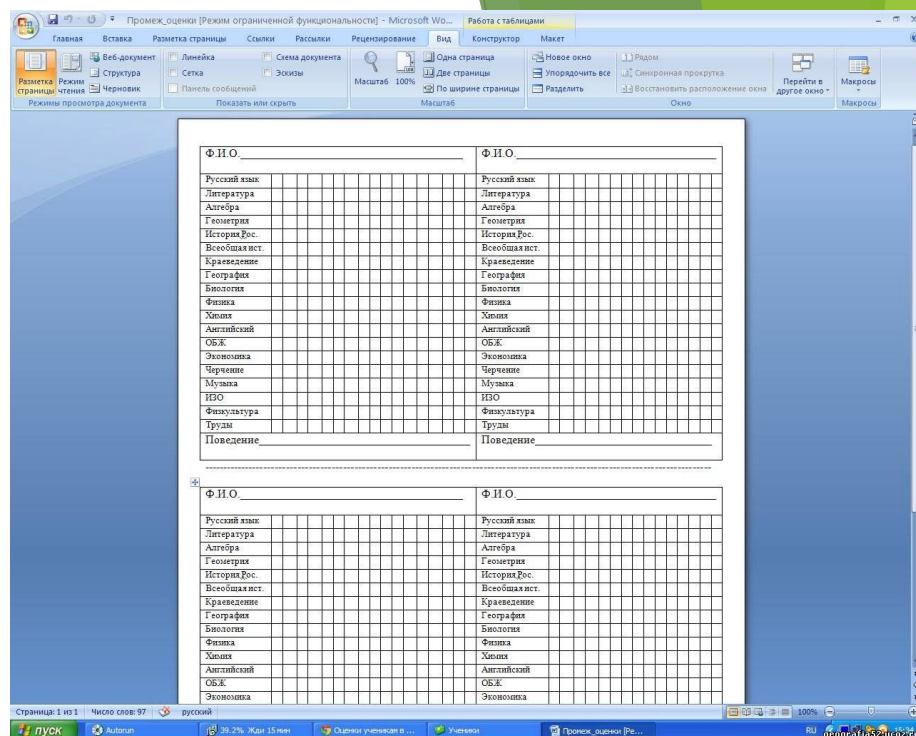 Промеж_оценки [Режим ограниченной функциональности] - Microsoft Wo... Работа с таблицами
Главная Вставка Разметка страницы Ссылки Рассылки Рецензирование Вид Конструктор Макет
Разметка страницы
Режим чтения
Веб-документ
Структура
Черновик
Режимы просмотра документа
Линейка
Сетка
Панель сообщений
Схема документа
Эскизы
Показать или скрыть
Масштаб
100%
Одна страница
Две страницы
По ширине страницы
Масштаб
Новое окно
Упорядочить все
Разделить
Рядом
Синхронная прокрутка
Восстановить расположение окна
Перейти в другое окно
Окно
Макросы
Макросы
Ф.И.О. Ф.И.О.
Русский язык Русский язык
Литература Литература
Алгебра Алгебра
Геометрия Геометрия
История Рос. История Рос.
Всеобщая ист. Всеобщая ист.
Краеведение Краеведение
География География
Биология Биология
Физика Физика
Химия Химия
Английский Английский
ОБЖ ОБЖ
Экономика Экономика
Черчение Черчение
Музыка Музыка
ИЗО ИЗО
Физкультура Физкультура
Труды Труды
Поведение Поведение
Ф.И.О. Ф.И.О.
Русский язык Русский язык
Литература Литература
Алгебра Алгебра
Геометрия Геометрия
История Рос. История Рос.
Всеобщая ист. Всеобщая ист.
Краеведение Краеведение
География География
Биология Биология
Физика Физика
Химия Химия
Английский Английский
ОБЖ ОБЖ
Экономика Экономика
Страница: 1 из 1 Число слов: 97 русский 100%
пуск Autorun 39.2% Жди 15 мин Оценки ученикам в ... Ученики Промеж_оценки [Ре... RU